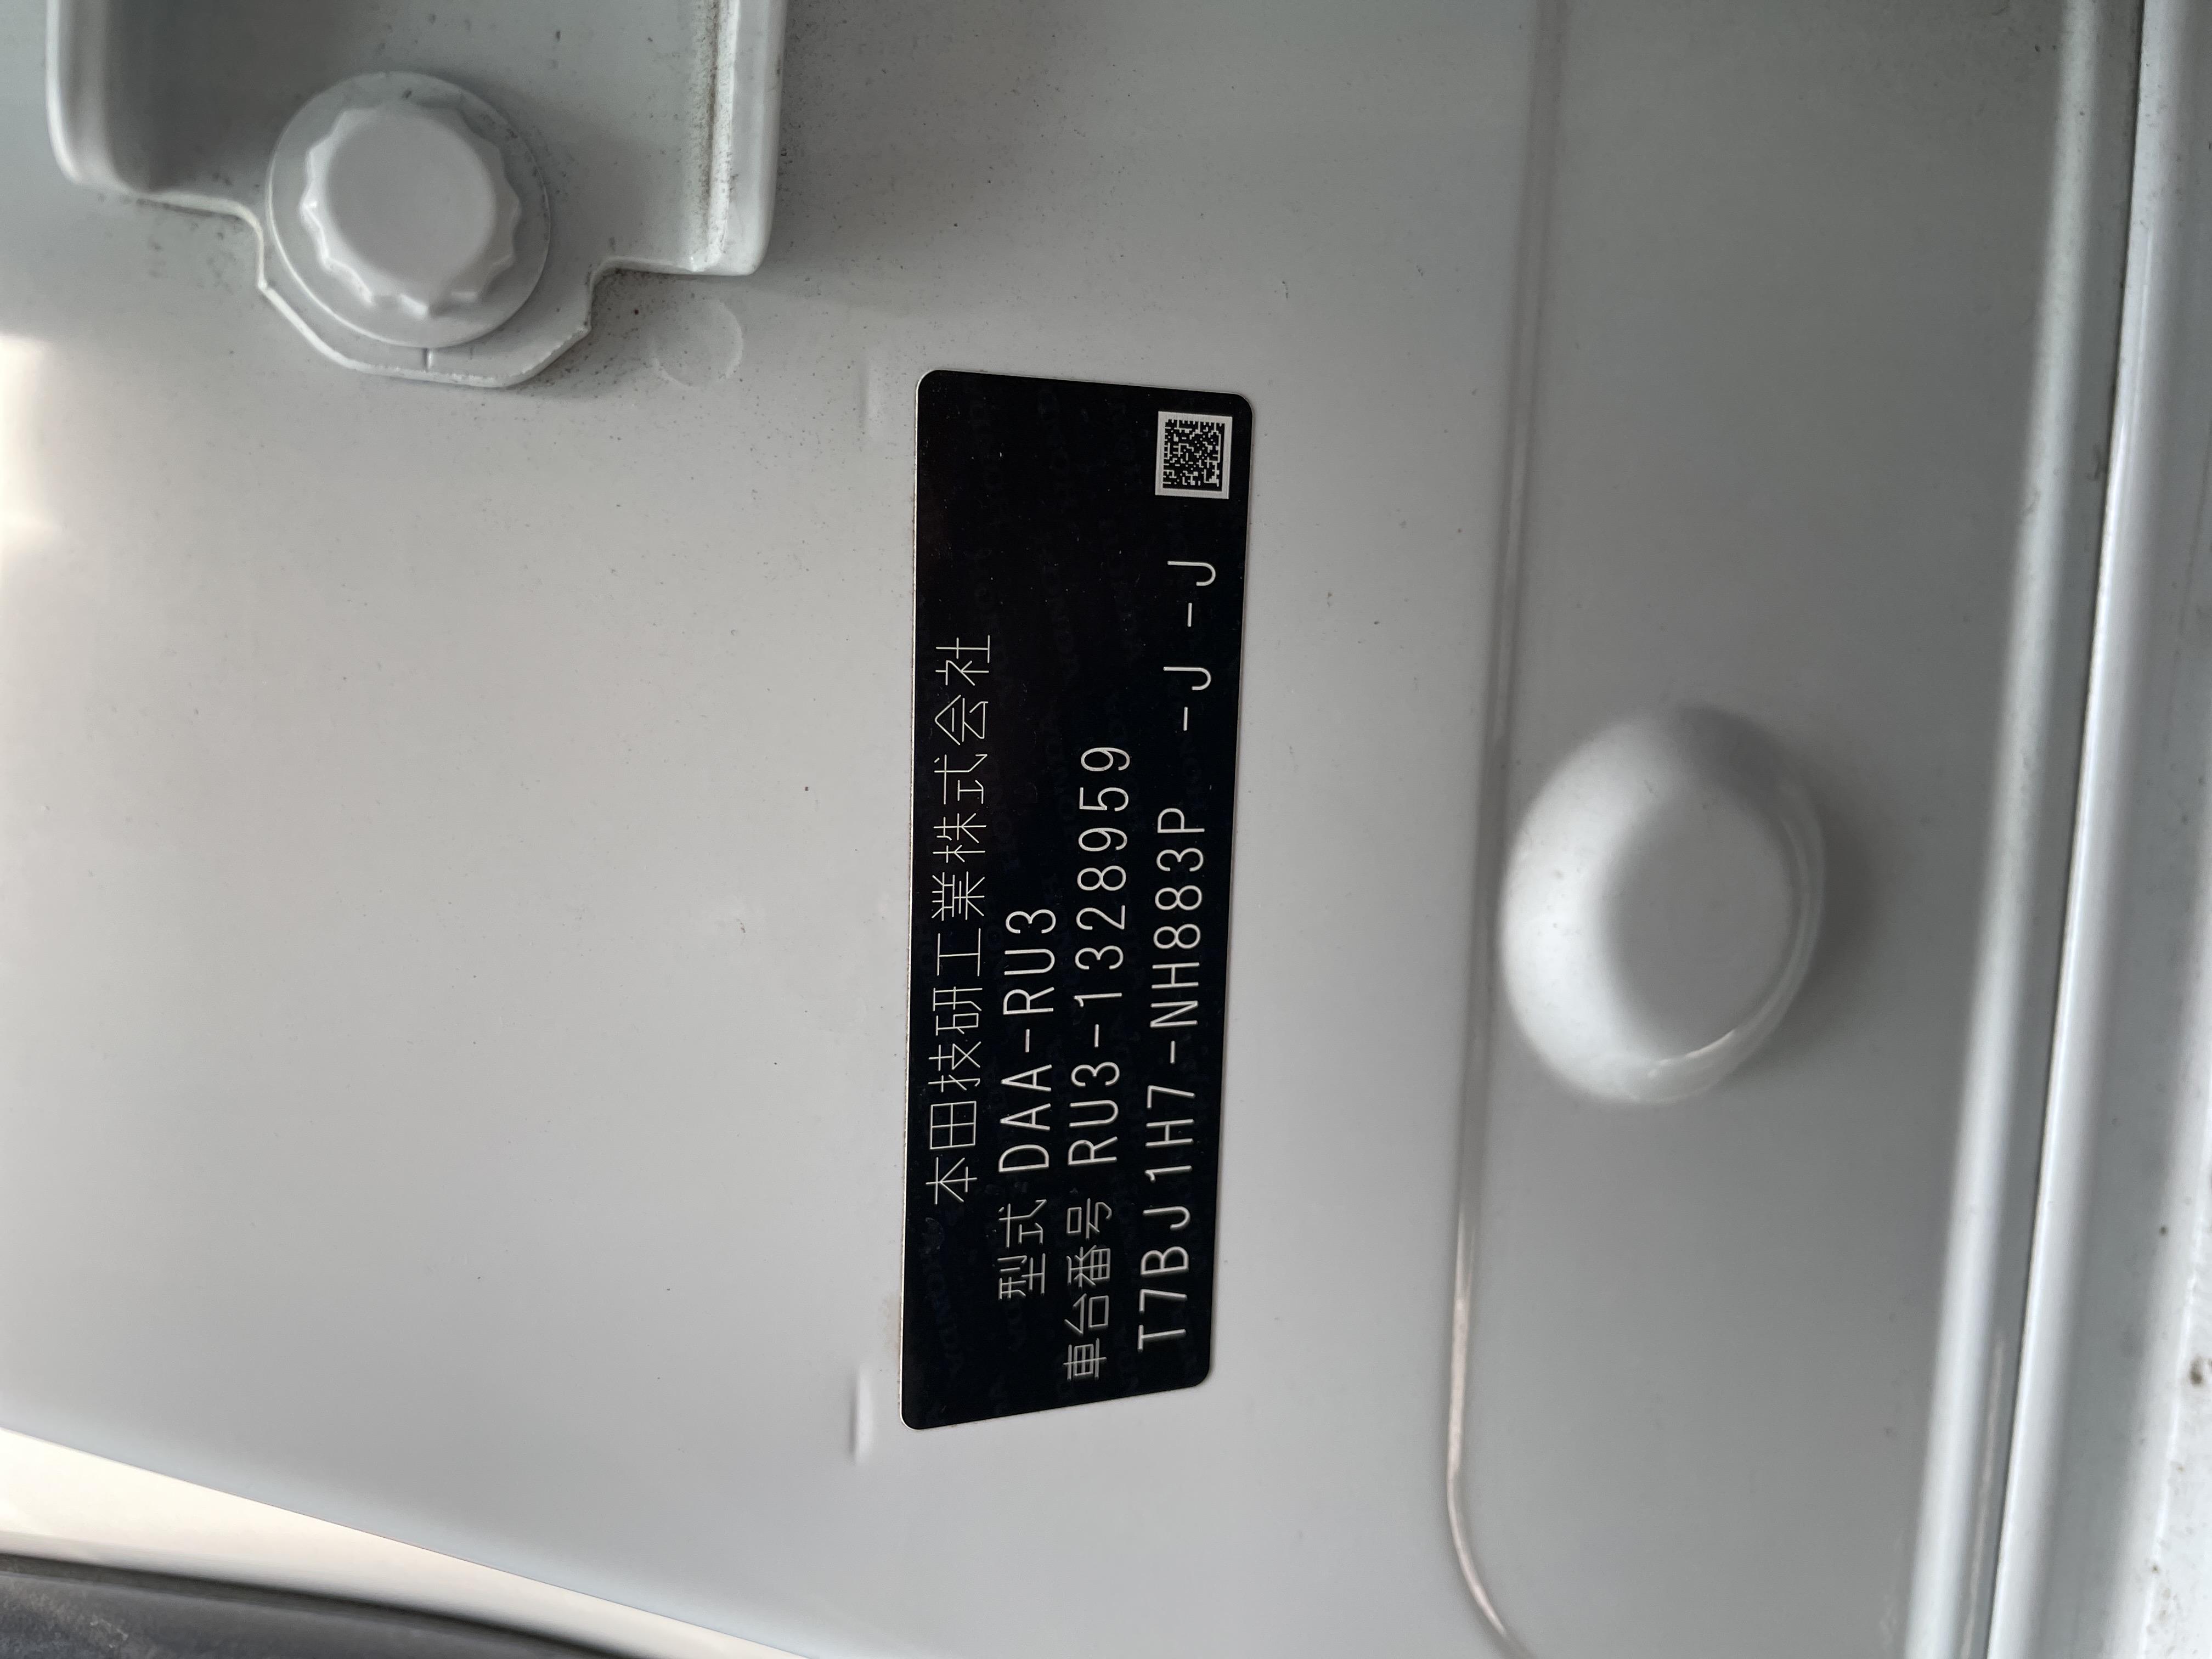 本田技研工業株式会社
型式 DAA-RU3
車台番号 RU3-1328959
T7BJ1H7-NH883P -J -J